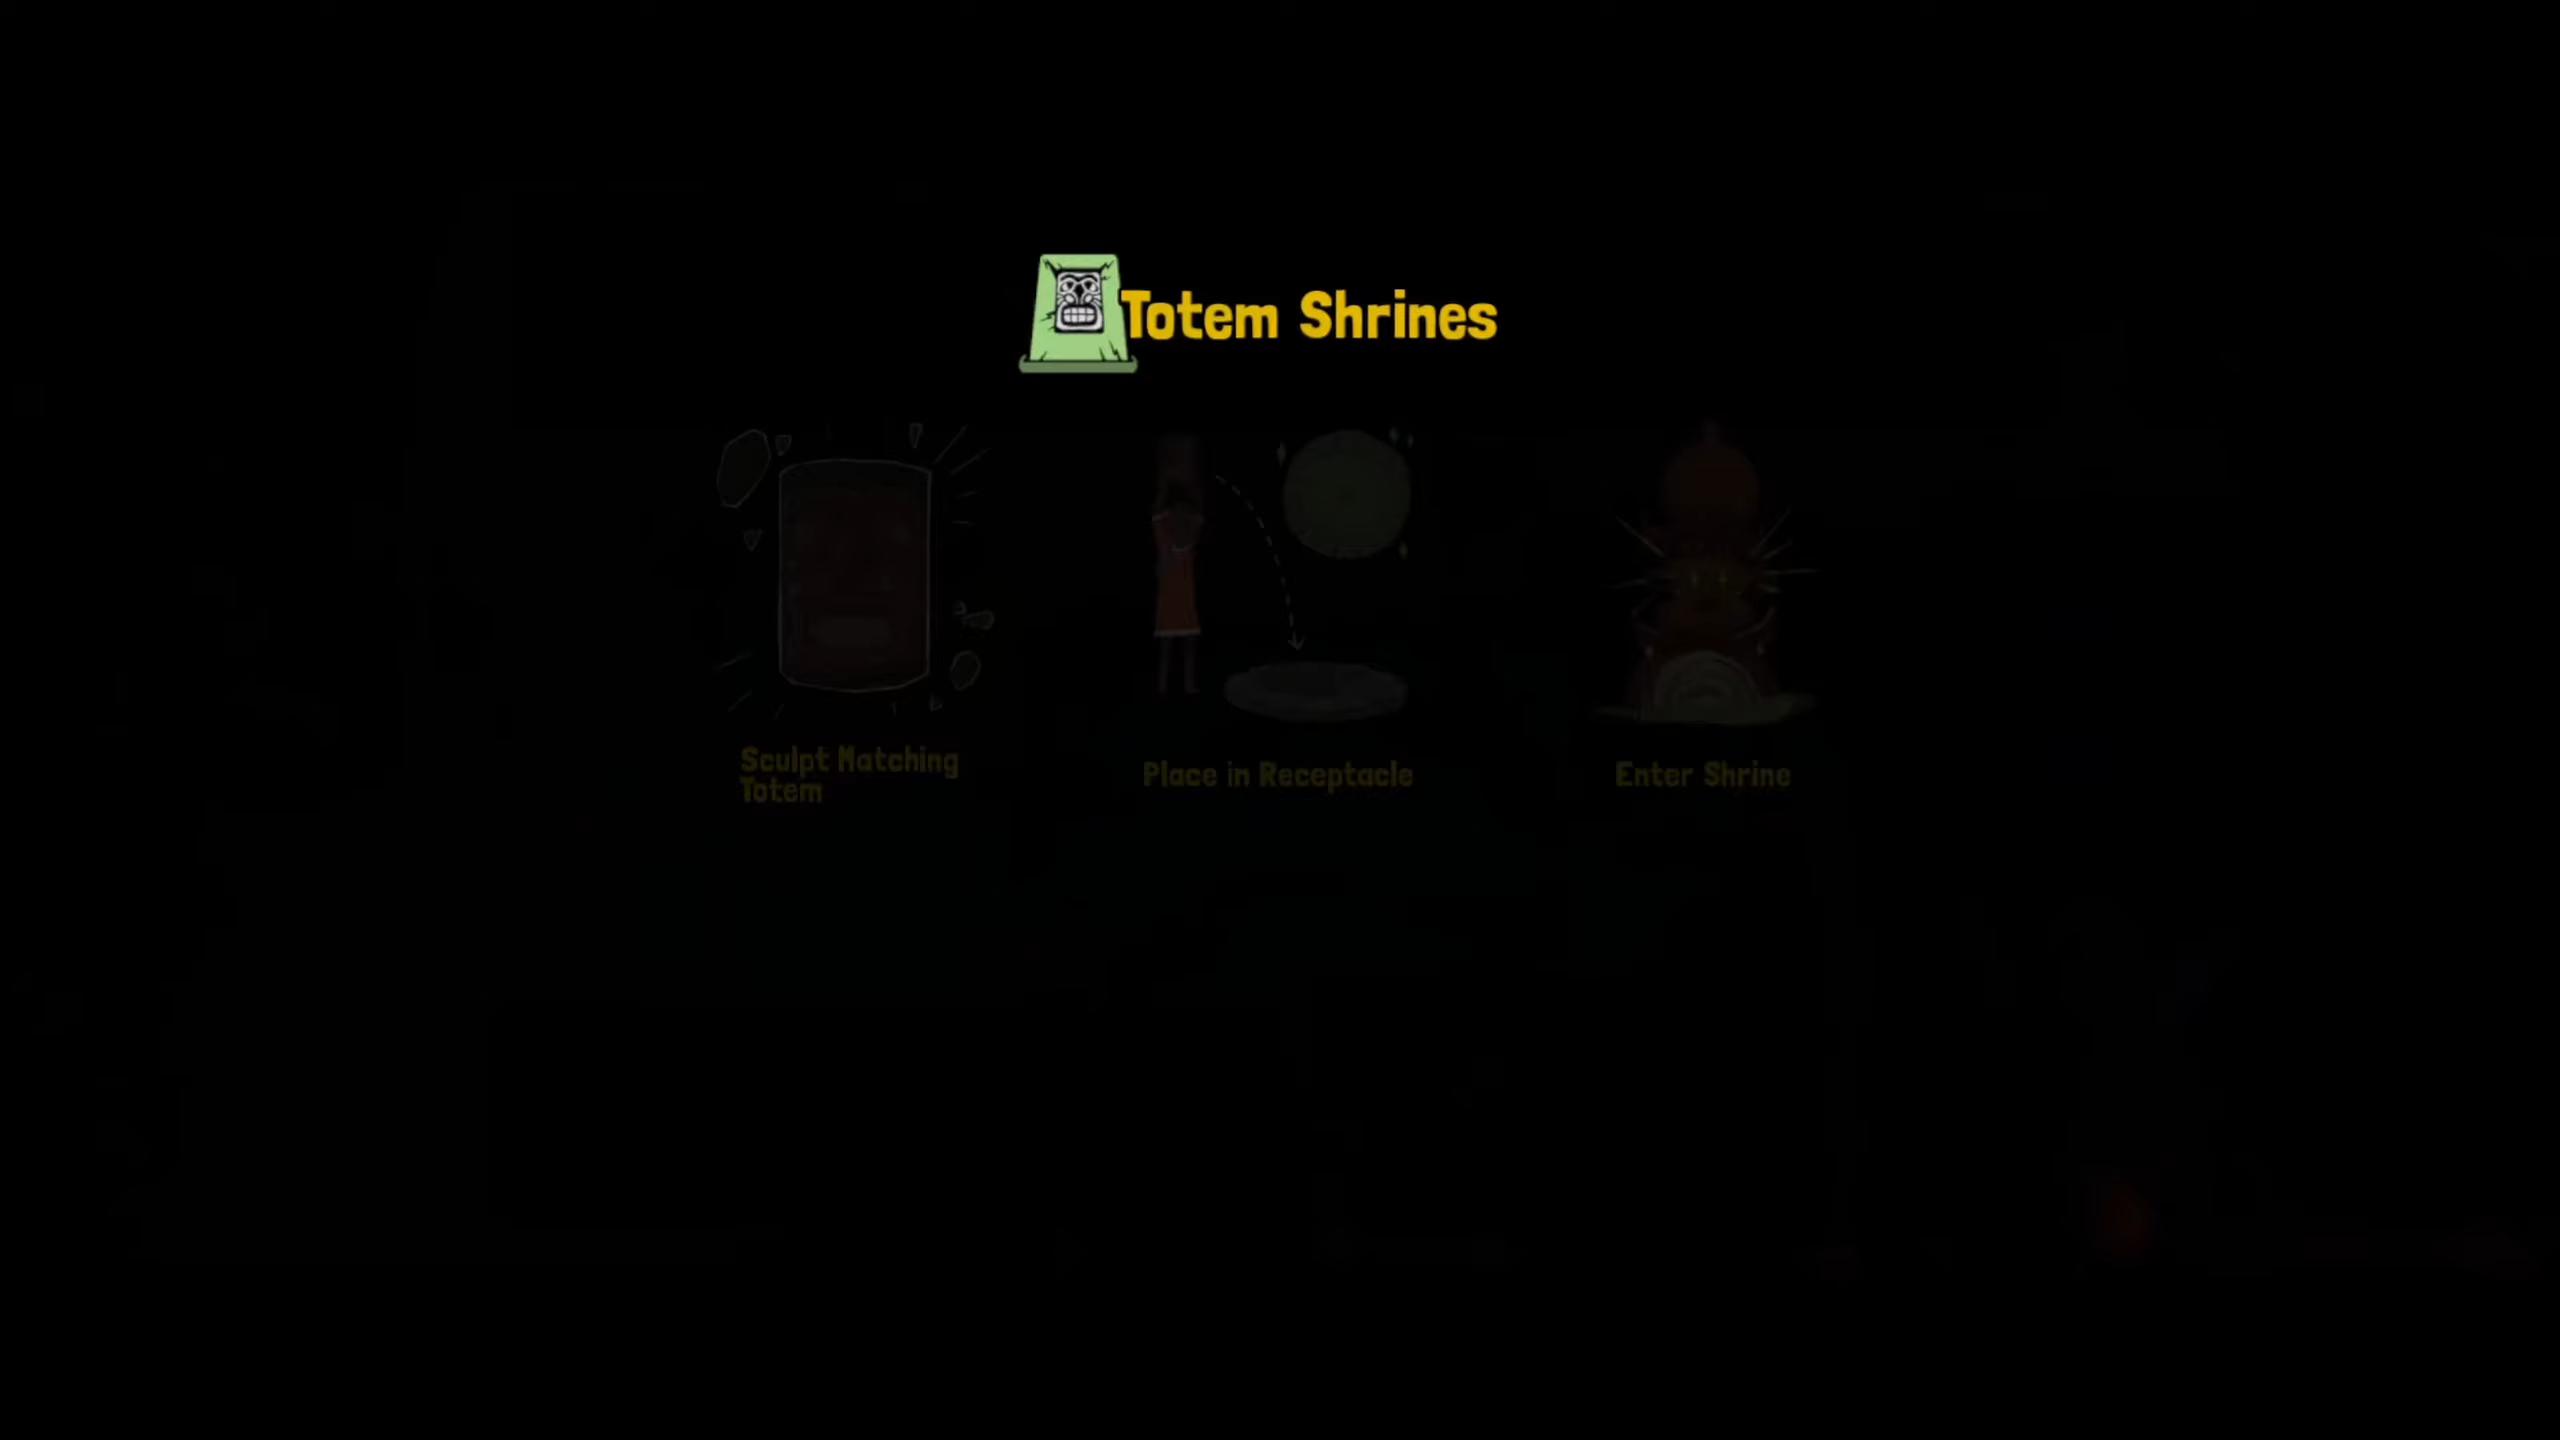 Totem Shrines
Sculpt Matching
Totem
Place in Receptacle
Enter Shrine